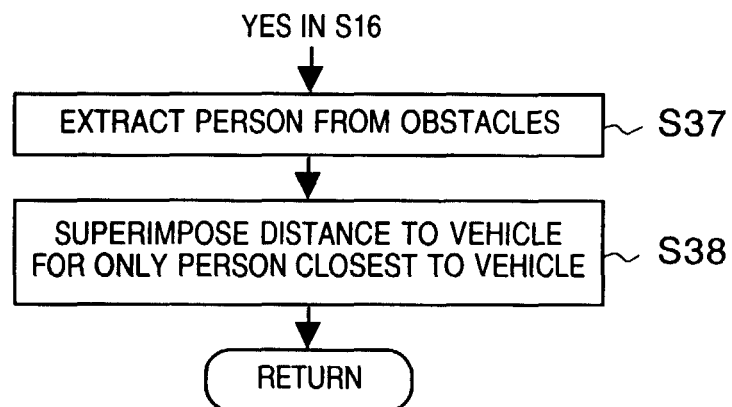 YES IN S16
EXTRACT PERSON FROM OBSTACLES
S37
SUPERIMPOSE DISTANCE TO VEHICLE
FOR ONLY PERSON CLOSEST TO VEHICLE
S38
RETURN